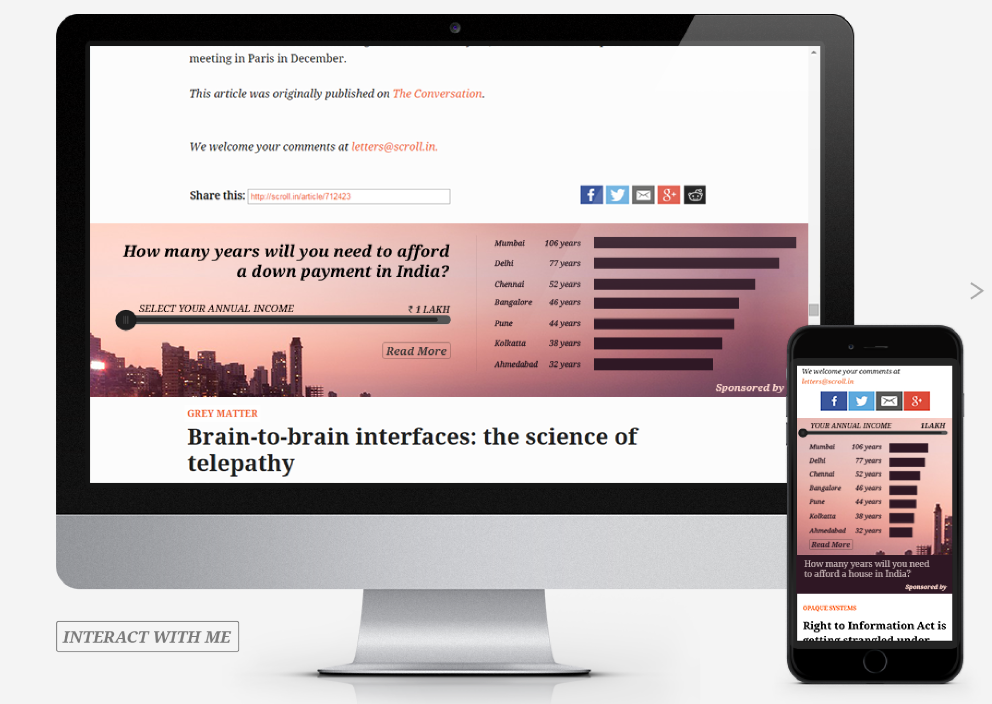 meeting in Paris in December.
This article was originally published on The Conversation.
We welcome your comments at letters@scroll.in.
Share this: http://scroll.in/article/712423
How many years will you need to afford
a down payment in India?
SELECT YOUR ANNUAL INCOME ₹ 1 LAKH
Read More
Mumbai 106 years
Delhi 77 years
Chennai 52 years
Bangalore 46 years
Pune 44 years
Kolkatta 38 years
Ahmedabad 32 years
Sponsored by
GREY MATTER
Brain-to-brain interfaces: the science of
telepathy
We welcome your comments at
letters@scroll.in
YOUR ANNUAL INCOME 1LAKH
Mumbai 106 years
Delhi 77 years
Chennai 52 years
Bangalore 46 years
Pune 44 years
Kolkatta 38 years
Ahmedabad 32 years
Read More
How many years will you need
to afford a house in India?
Sponsored by
OPAQUE SYSTEMS
Right to Information Act is
getting strangled under
INTERACT WITH ME